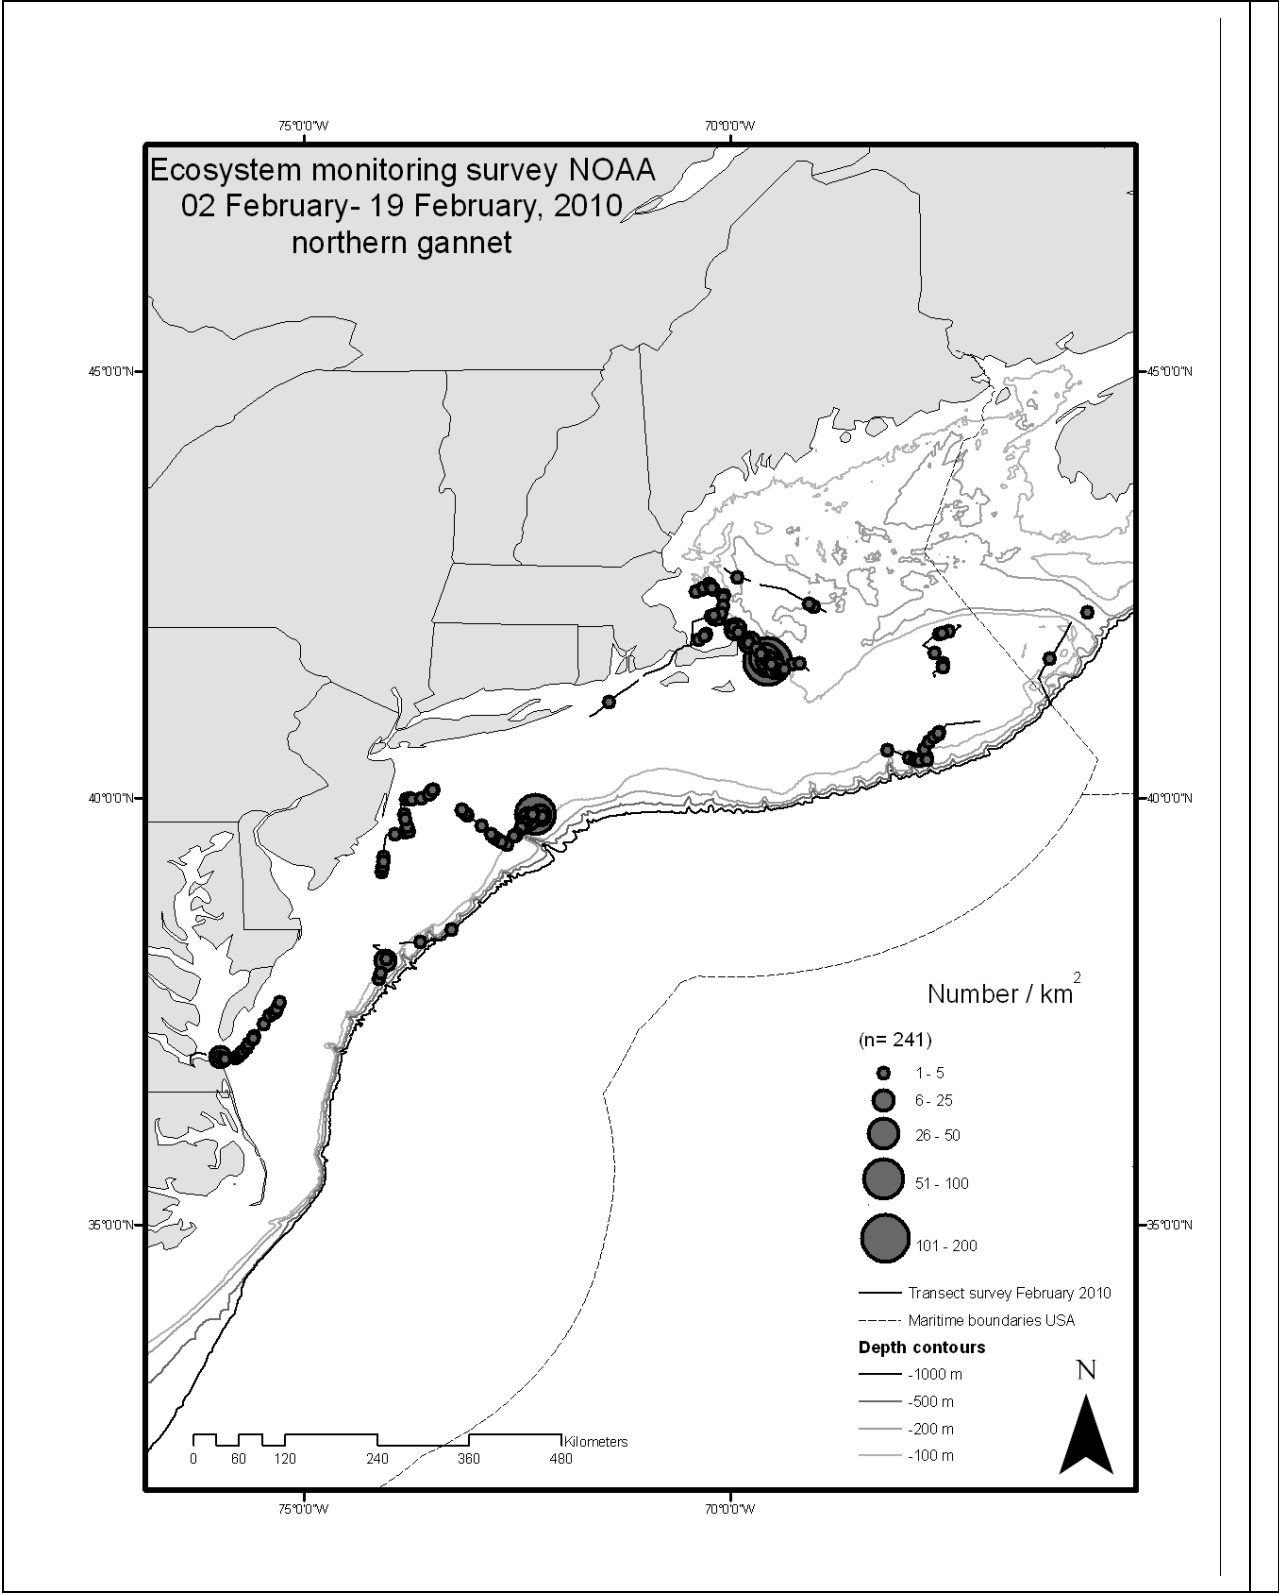 75°0'0"W 70°0'0"W
Ecosystem monitoring survey NOAA
02 February- 19 February, 2010
northern gannet
45°0'0"N 45°0'0"N
40°0'0"N 40°0'0"N
Number / km2
(n= 241)
1 - 5
6 - 25
26 - 50
51 - 100
35°0'0"N 35°0'0"N
101 - 200
Transect survey February 2010
Maritime boundaries USA
Depth contours
-1000 m
-500 m
-200 m
-100 m
N
Kilometers
0 60 120 240 360 480
75°0'0"W 70°0'0"W